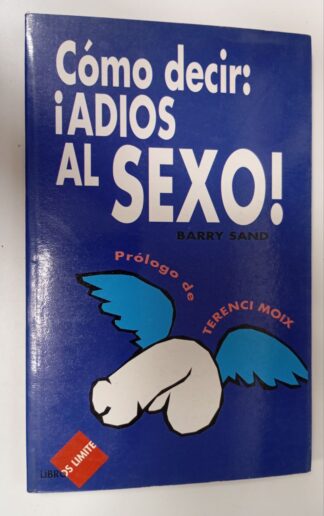 Cómo decir:
¡ADIOS
AL SEXO!
BARRY SAND
Prólogo de
TERENCI MOIX
LIBROS LIMITE